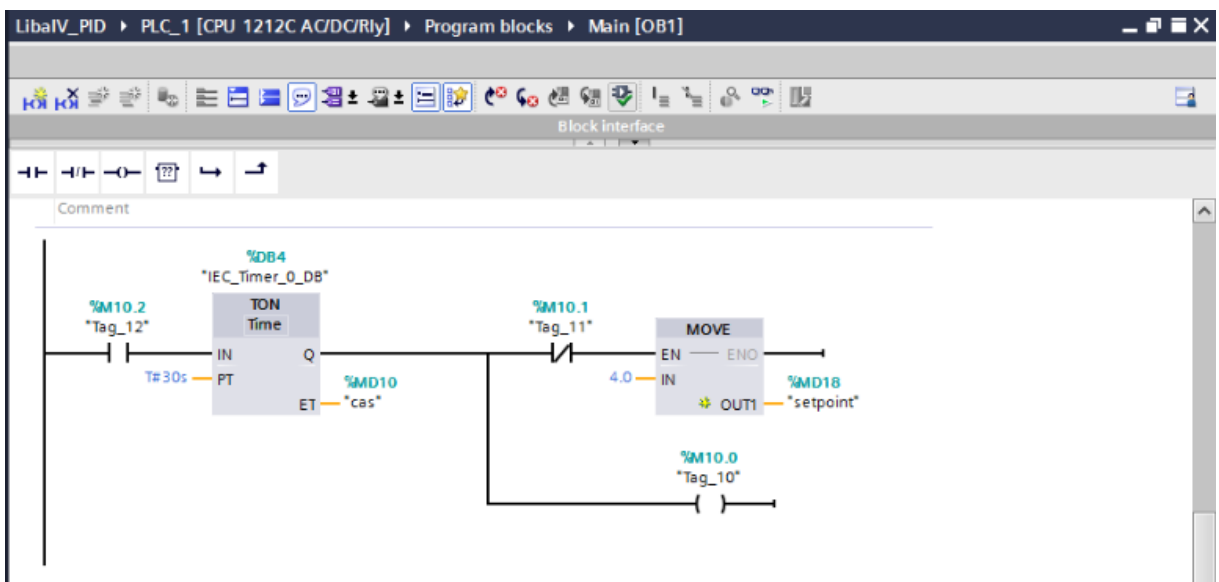 LibalV_PID ▸ PLC_1 [CPU 1212C AC/DC/Rly] ▸ Program blocks ▸ Main [OB1]
Block interface
??
Comment
%DB4
"IEC_Timer_0_DB"
%M10.2
"Tag_12"
TON
Time
IN
Q
T#30s
PT
ET
%MD10
"cas"
%M10.1
"Tag_11"
MOVE
EN
ENO
4.0
IN
OUT1
%MD18
"setpoint"
%M10.0
"Tag_10"